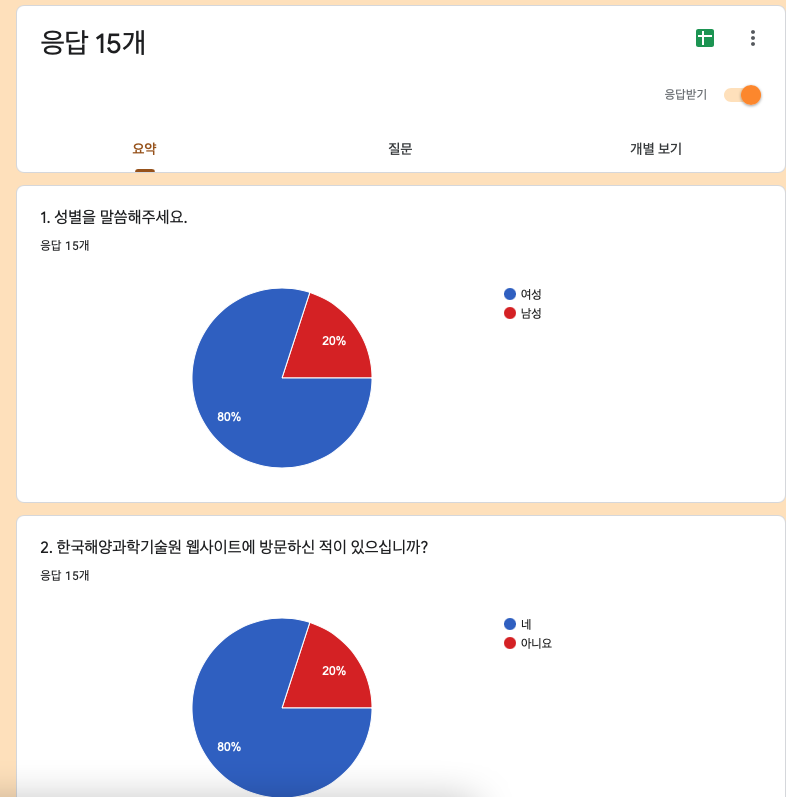 응답 15개
응답받기
요약
질문
개별 보기
1. 성별을 말씀해주세요.
응답 15개
여성
남성
20%
80%
2. 한국해양과학기술원 웹사이트에 방문하신 적이 있으십니까?
응답 15개
네
아니요
20%
80%